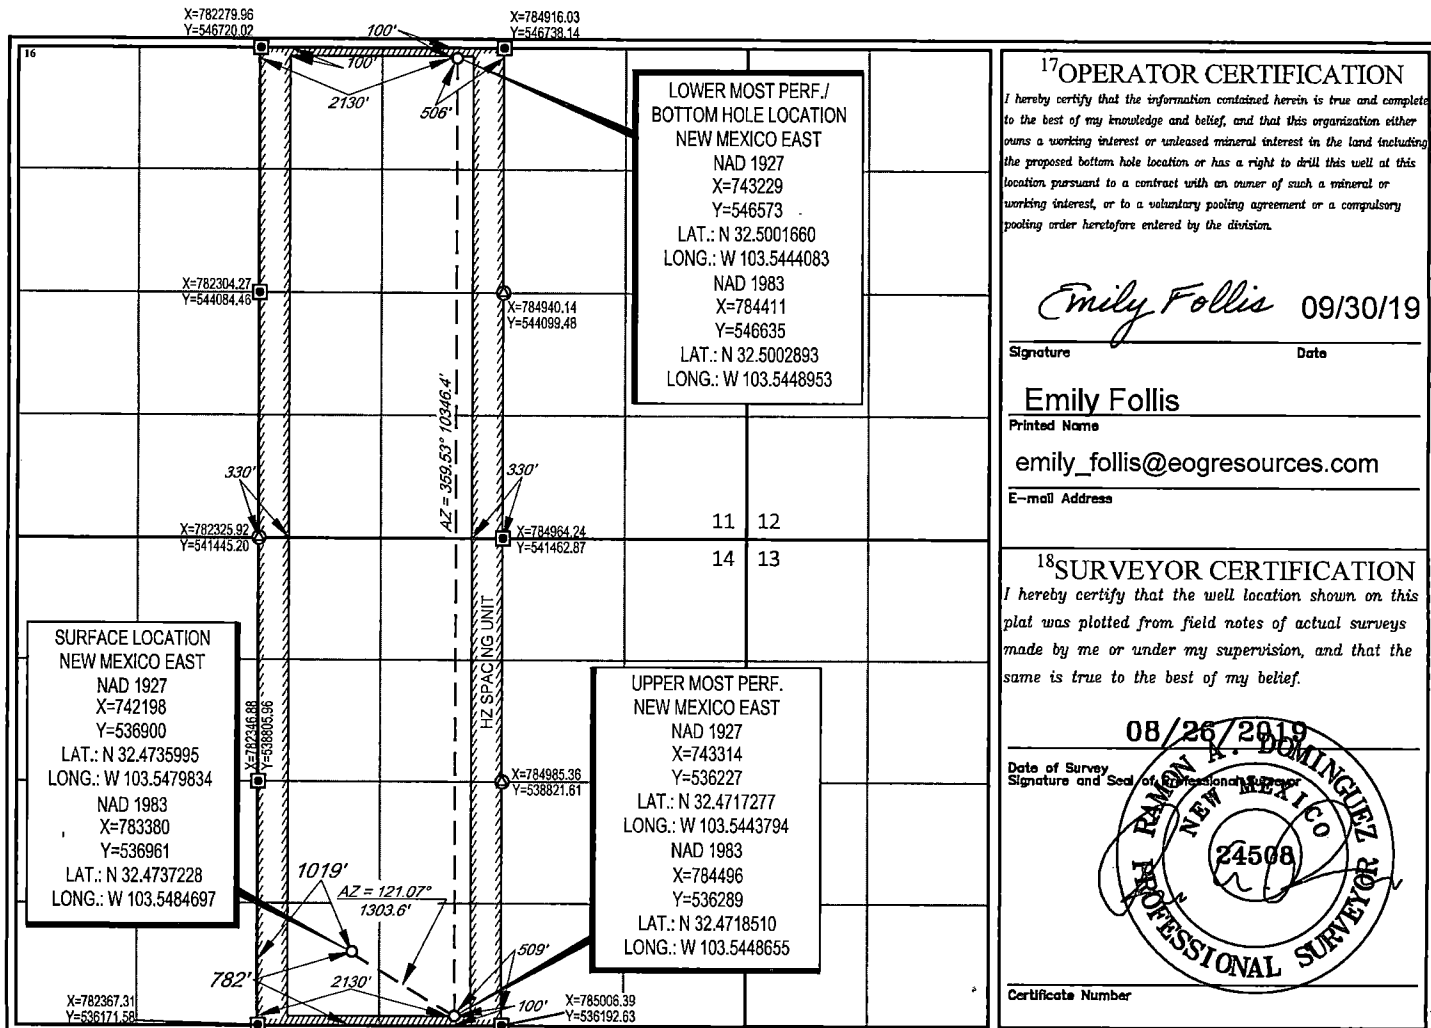 X=782279.96
Y=546720.02
X=784916.03
Y=546738.14
16
100'
100'
2130'
506'
LOWER MOST PERF./
BOTTOM HOLE LOCATION
NEW MEXICO EAST
NAD 1927
X=743229
Y=546573
LAT.: N 32.5001660
LONG.: W 103.5444083
NAD 1983
X=784411
Y=546635
LAT.: N 32.5002893
LONG.: W 103.5448953
X=782304.27
Y=544084.46
X=784940.14
Y=544099.48
AZ = 359.53° 10346.4'
330'
330'
X=782325.92
Y=541445.20
X=784964.24
Y=541462.87
11 12
14 13
HZ SPACING UNIT
SURFACE LOCATION
NEW MEXICO EAST
NAD 1927
X=742198
Y=536900
LAT.: N 32.4735995
LONG.: W 103.5479834
NAD 1983
X=783380
Y=536961
LAT.: N 32.4737228
LONG.: W 103.5484697
X=782346.88
Y=538805.96
X=784985.36
Y=538821.61
UPPER MOST PERF.
NEW MEXICO EAST
NAD 1927
X=743314
Y=536227
LAT.: N 32.4717277
LONG.: W 103.5443794
NAD 1983
X=784496
Y=536289
LAT.: N 32.4718510
LONG.: W 103.5448655
1019'
AZ = 121.07°
1303.6'
782'
2130'
509'
100'
X=782367.31
Y=536171.58
X=785006.39
Y=536192.63
17 OPERATOR CERTIFICATION
I hereby certify that the information contained herein is true and complete
to the best of my knowledge and belief, and that this organization either
owns a working interest or unleased mineral interest in the land including
the proposed bottom hole location or has a right to drill this well at this
location pursuant to a contract with an owner of such a mineral or
working interest, or to a voluntary pooling agreement or a compulsory
pooling order heretofore entered by the division.
Emily Follis 09/30/19
Signature Date
Emily Follis
Printed Name
emily_follis@eogresources.com
E-mail Address
18 SURVEYOR CERTIFICATION
I hereby certify that the well location shown on this
plat was plotted from field notes of actual surveys
made by me or under my supervision, and that the
same is true to the best of my belief.
08/26/2019
Date of Survey
Signature and Seal of Professional Surveyor
RAMON A. DOMINGUEZ
NEW MEXICO
24508
PROFESSIONAL SURVEYOR
Certificate Number